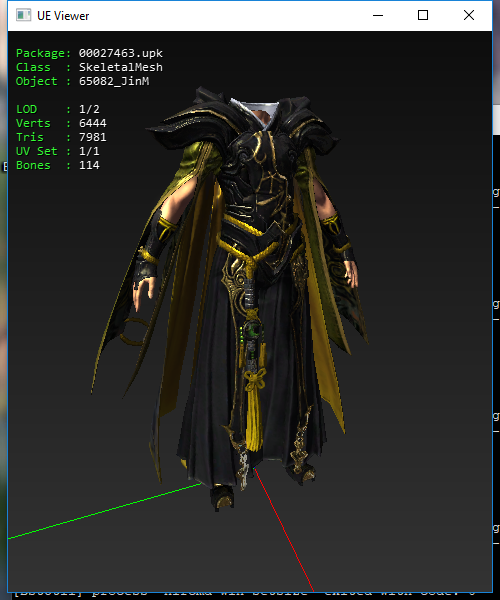 UE Viewer
Package: 00027463.upk
Class : SkeletalMesh
Object : 65082_JinM
LOD : 1/2
Verts : 6444
Tris : 7981
UV Set : 1/1
Bones : 114